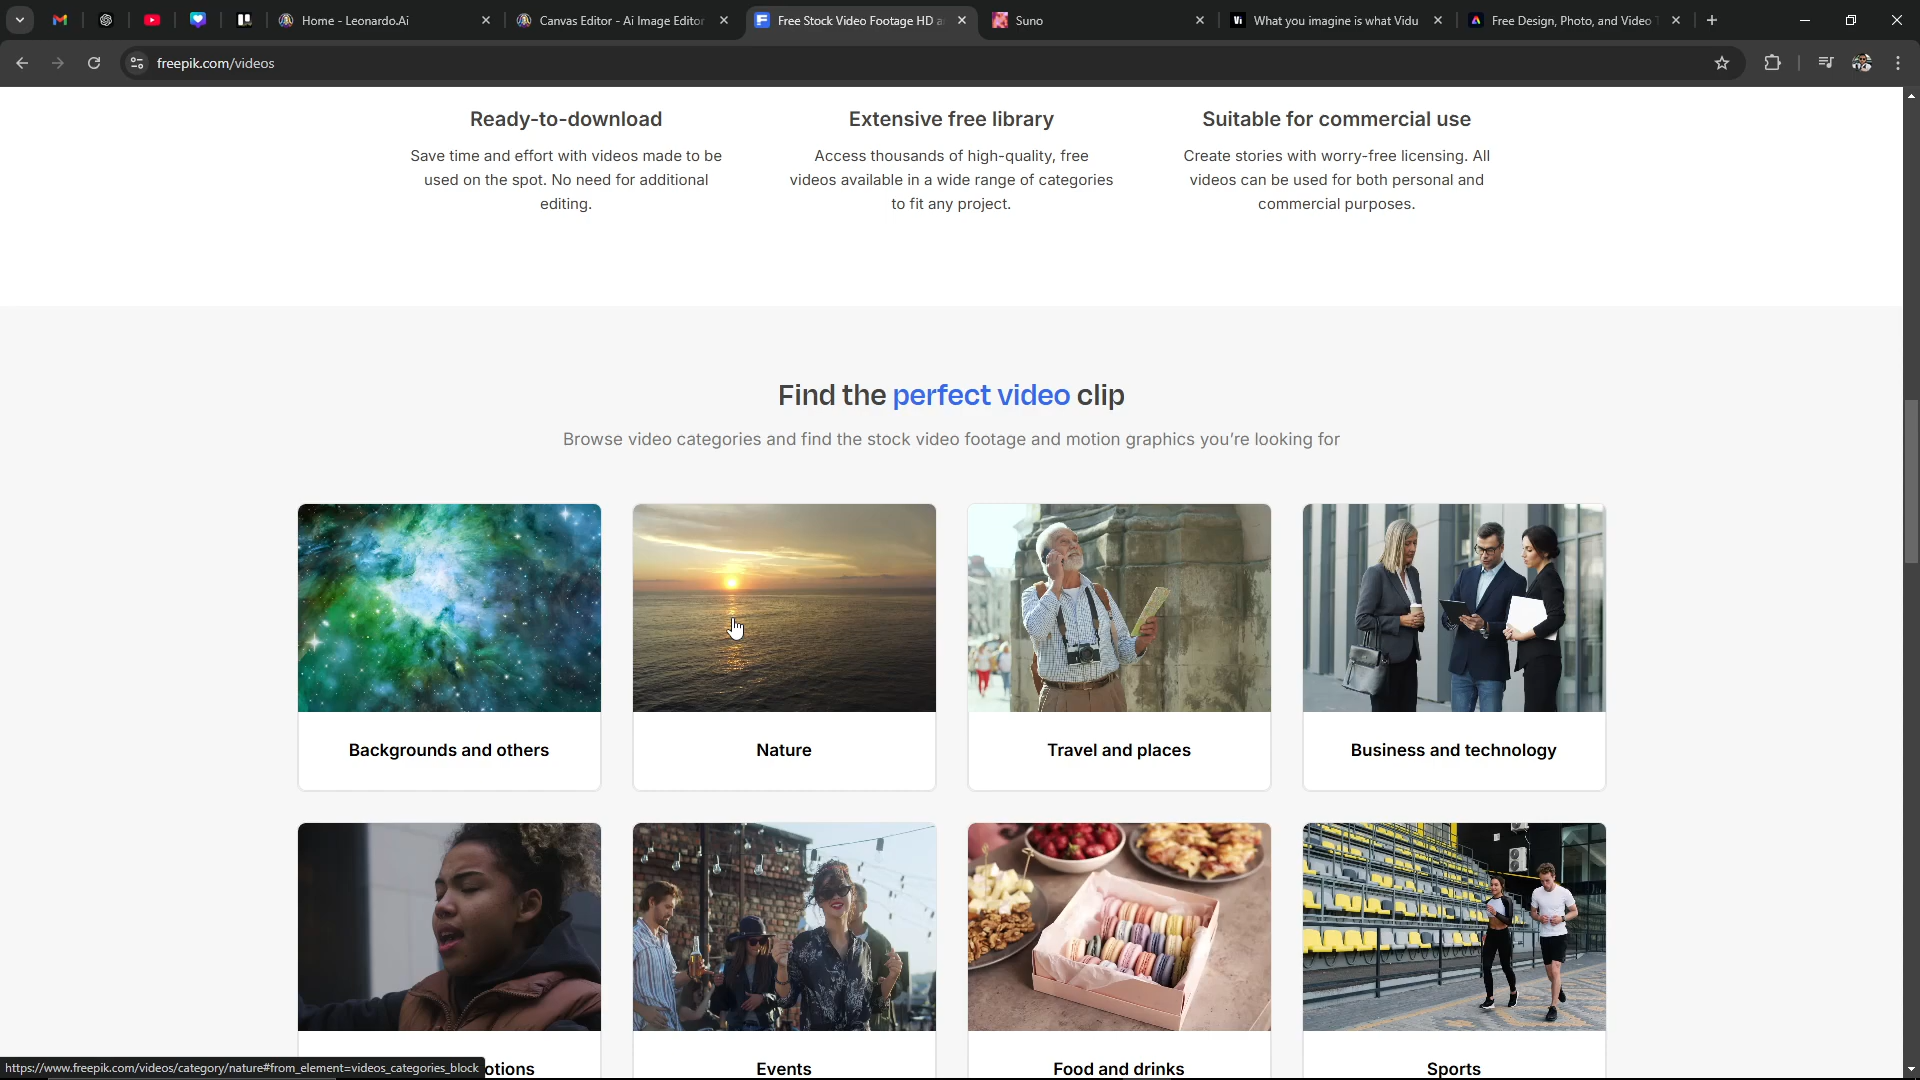 Home - Leonardo.Ai
Canvas Editor - Ai Image Editor
Free Stock Video Footage HD a
Suno
Vi
What you imagine is what Vidu
Free Design, Photo, and Video T
freepik.com/videos
Ready-to-download
Save time and effort with videos made to be
used on the spot. No need for additional
editing.
Extensive free library
Access thousands of high-quality, free
videos available in a wide range of categories
to fit any project.
Suitable for commercial use
Create stories with worry-free licensing. All
videos can be used for both personal and
commercial purposes.
Find the perfect video clip
Browse video categories and find the stock video footage and motion graphics you're looking for
Backgrounds and others
Nature
Travel and places
Business and technology
otions
Events
Food and drinks
Sports
https://www.freepik.com/videos/category/nature#from_element=videos_categories_block